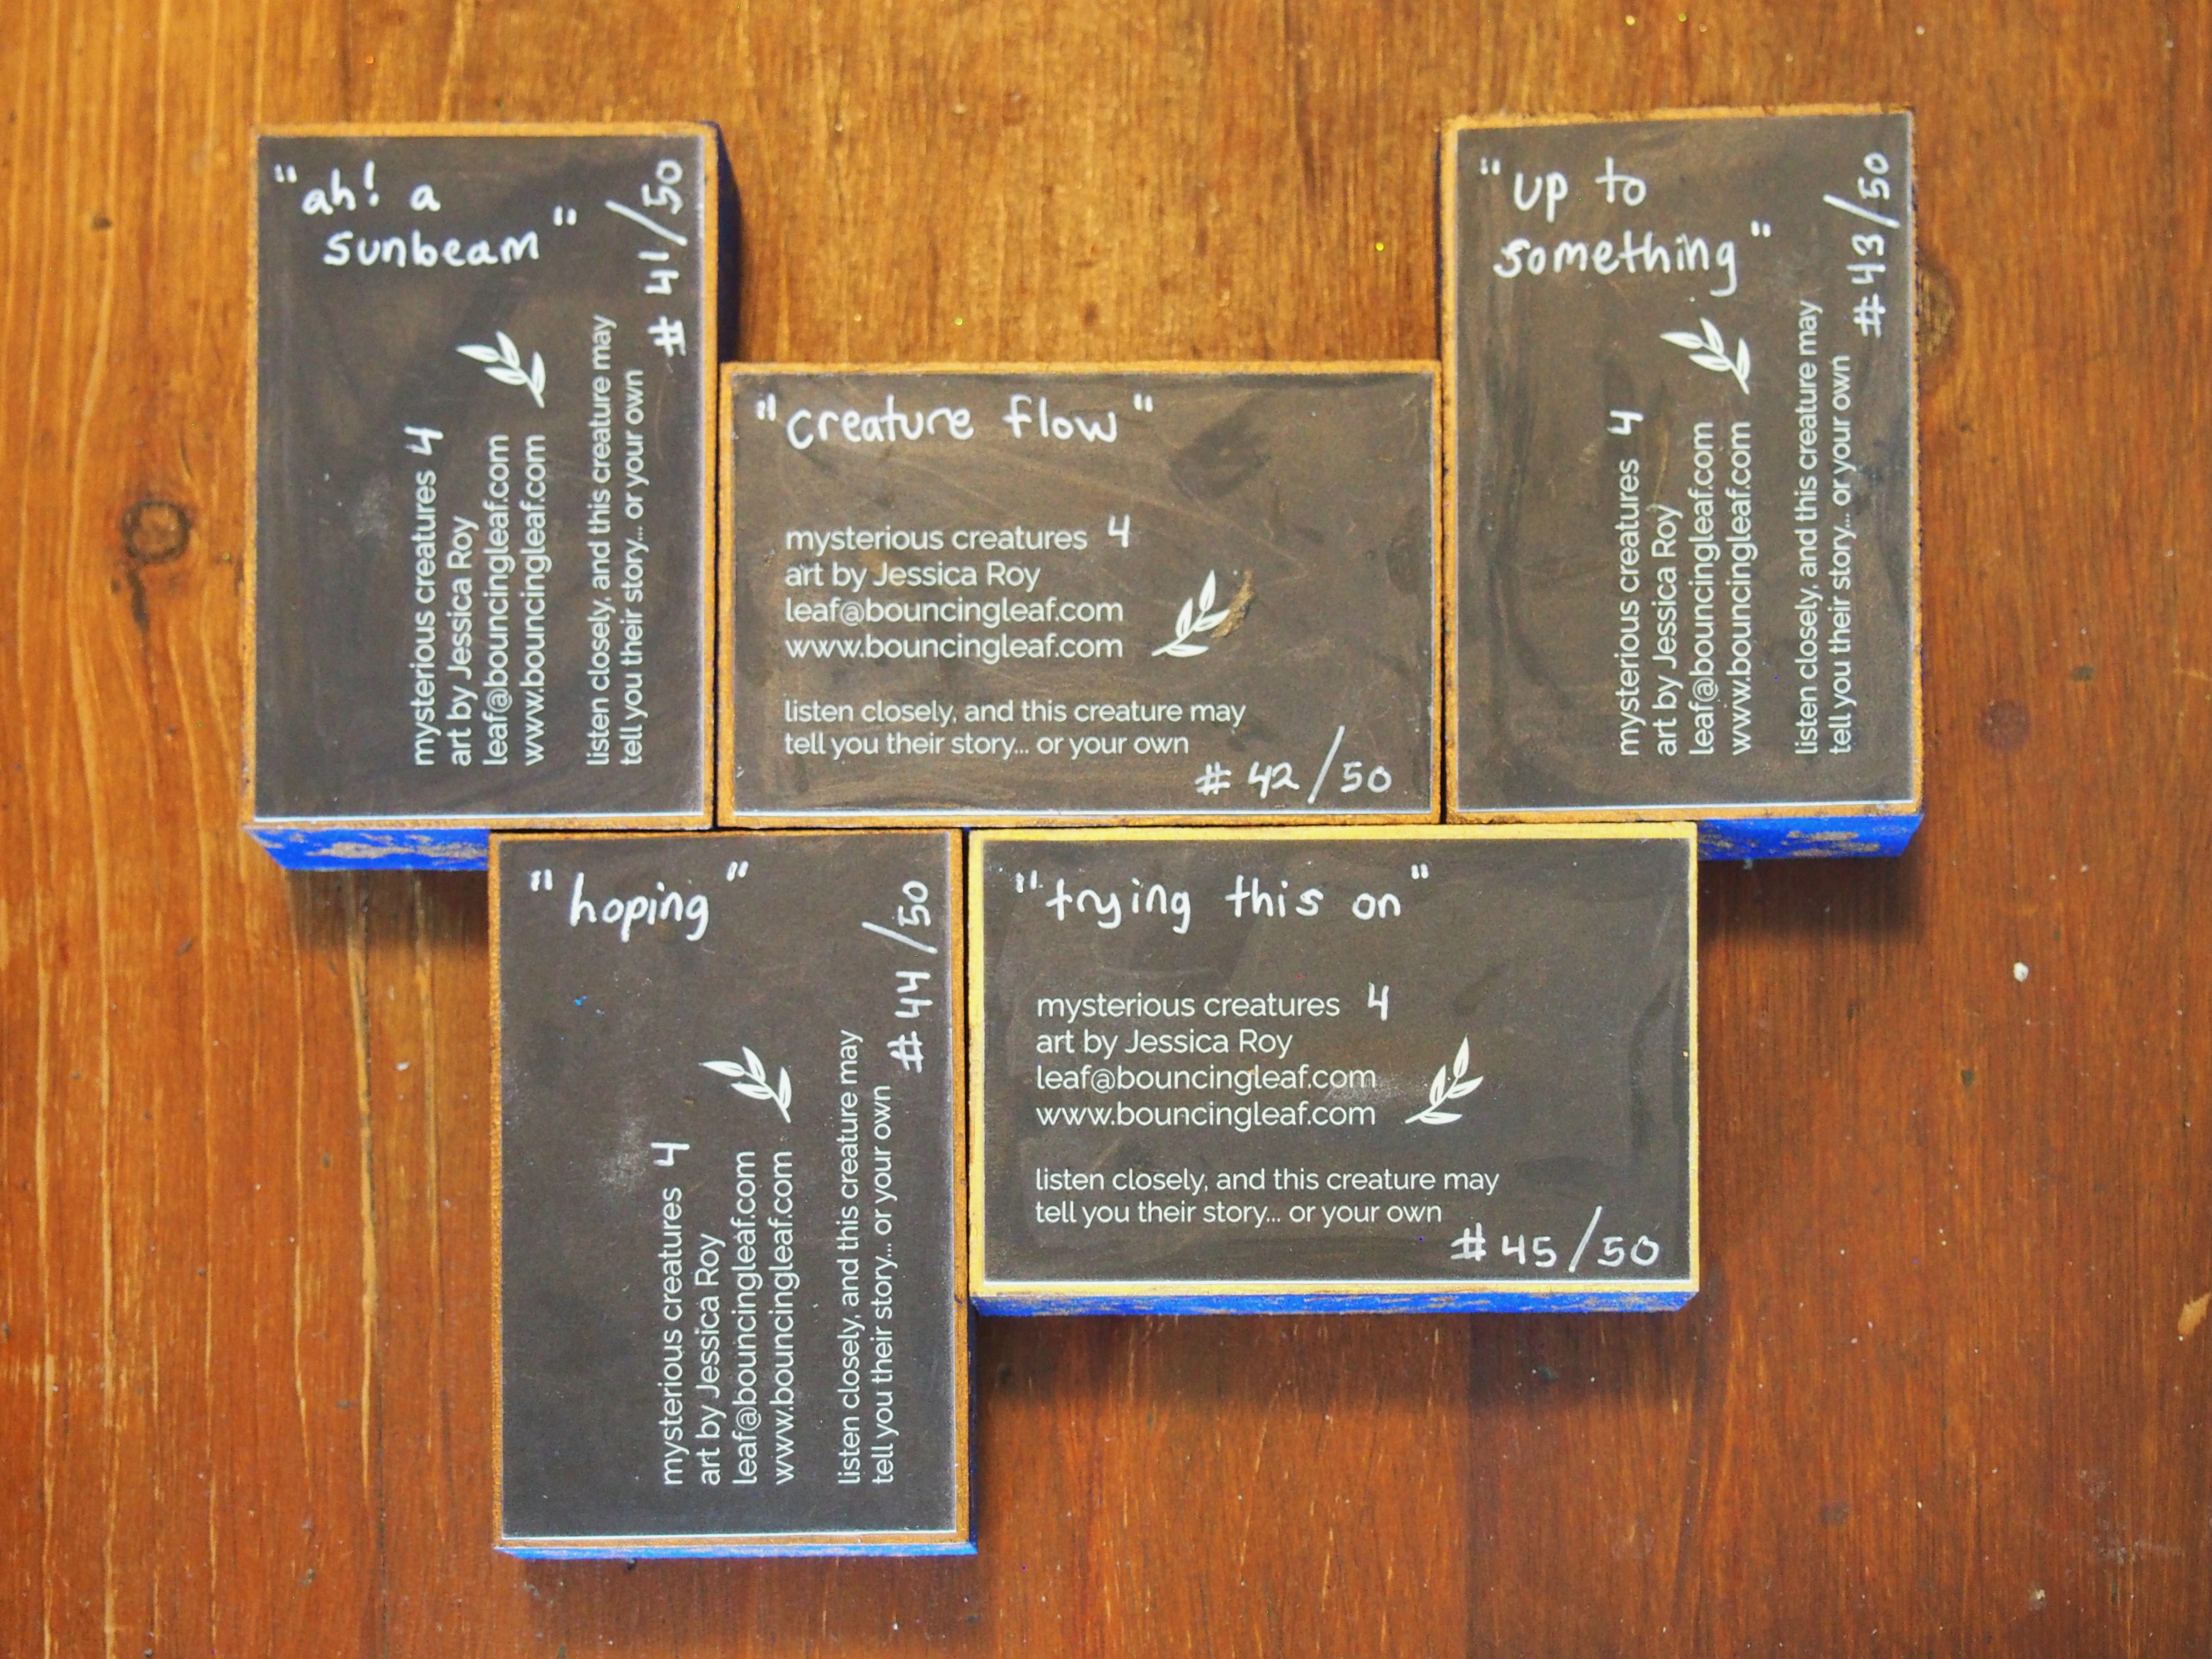 "ah! a
sunbeam"
mysterious creatures 4
art by Jessica Roy
leaf@bouncingleaf.com
www.bouncingleaf.com
listen closely, and this creature may
tell you their story... or your own
# 41/50
"creature flow"
mysterious creatures 4
art by Jessica Roy
leaf@bouncingleaf.com
www.bouncingleaf.com
listen closely, and this creature may
tell you their story... or your own
# 42/50
"up to
something"
mysterious creatures 4
art by Jessica Roy
leaf@bouncingleaf.com
www.bouncingleaf.com
listen closely, and this creature may
tell you their story... or your own
#43/50
"hoping"
mysterious creatures 4
art by Jessica Roy
leaf@bouncingleaf.com
www.bouncingleaf.com
listen closely, and this creature may
tell you their story... or your own
#44/50
"trying this on"
mysterious creatures 4
art by Jessica Roy
leaf@bouncingleaf.com
www.bouncingleaf.com
listen closely, and this creature may
tell you their story... or your own
#45/50